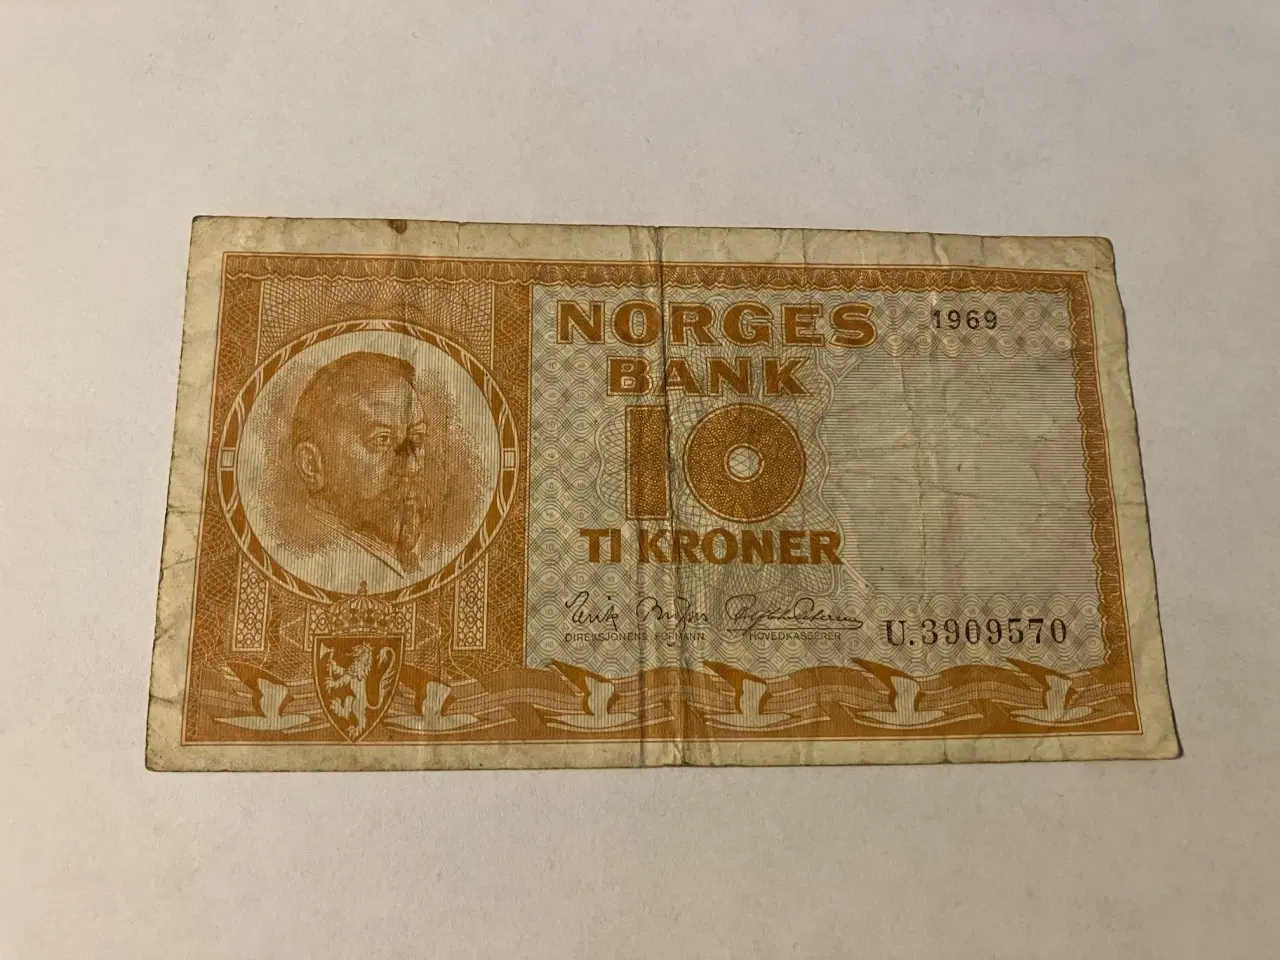 NORGES
1969
BANK
10
TI KRONER
DIREKSJONENS FORMANN
HOVEDKASSERER
U.3909570